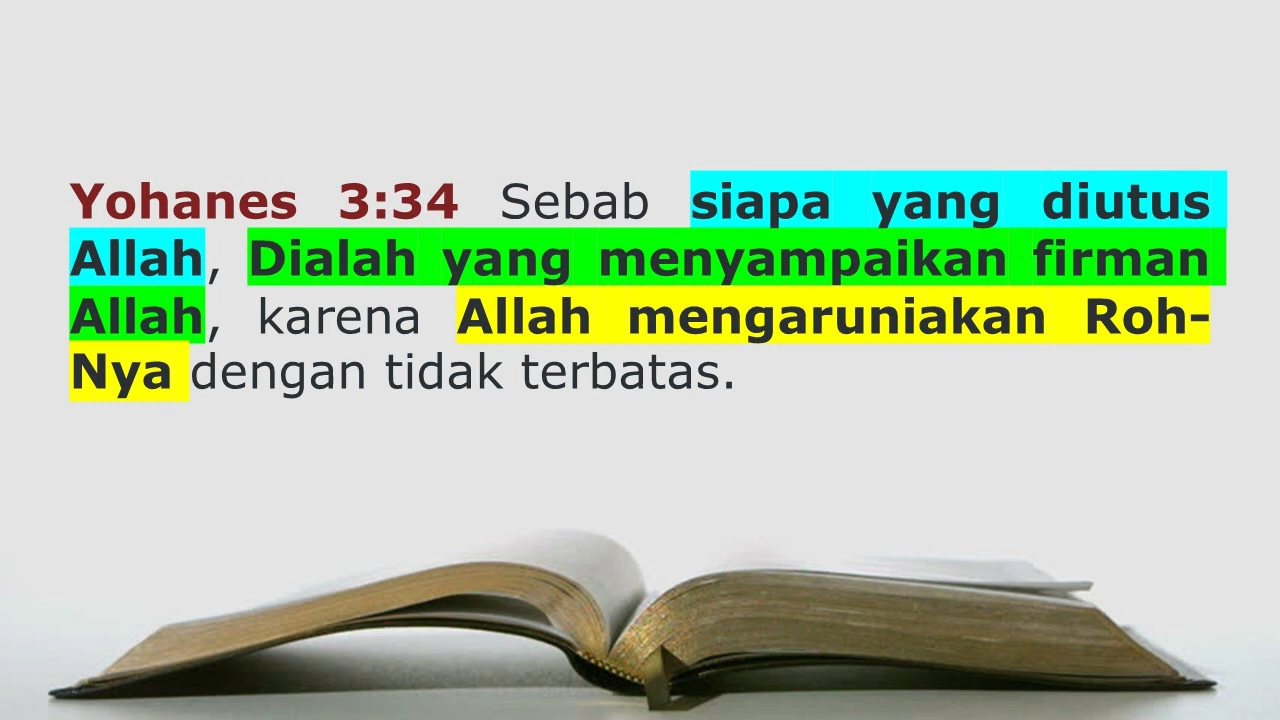 Yohanes 3:34 Sebab siapa yang diutus
Allah, Dialah yang menyampaikan firman
Allah, karena Allah mengaruniakan Roh-
Nya dengan tidak terbatas.